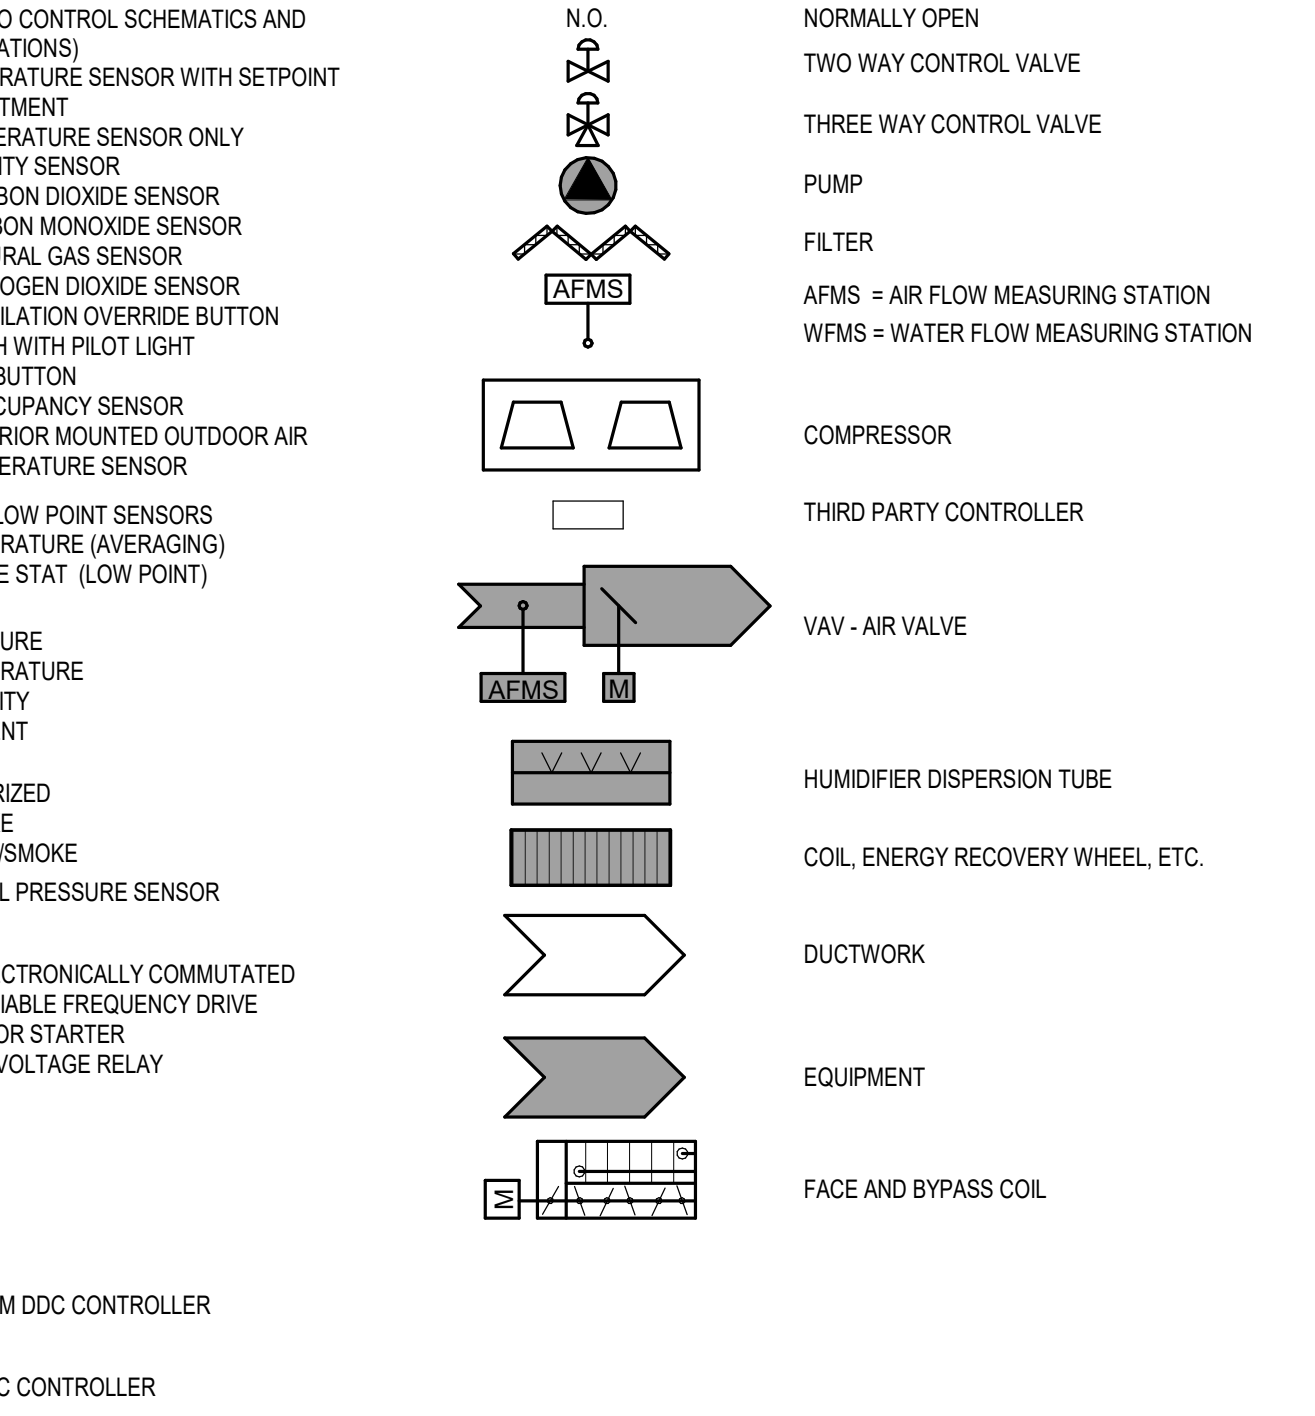 O CONTROL SCHEMATICS AND
ATIONS)
RATURE SENSOR WITH SETPOINT
TMENT
ERATURE SENSOR ONLY
ITY SENSOR
BON DIOXIDE SENSOR
BON MONOXIDE SENSOR
URAL GAS SENSOR
OGEN DIOXIDE SENSOR
ILATION OVERRIDE BUTTON
H WITH PILOT LIGHT
BUTTON
CUPANCY SENSOR
RIOR MOUNTED OUTDOOR AIR
ERATURE SENSOR
LOW POINT SENSORS
RATURE (AVERAGING)
E STAT (LOW POINT)
URE
RATURE
ITY
NT
RIZED
E
/SMOKE
L PRESSURE SENSOR
CTRONICALLY COMMUTATED
IABLE FREQUENCY DRIVE
OR STARTER
VOLTAGE RELAY
M DDC CONTROLLER
C CONTROLLER
N.O. NORMALLY OPEN
TWO WAY CONTROL VALVE
THREE WAY CONTROL VALVE
PUMP
FILTER
AFMS AFMS = AIR FLOW MEASURING STATION
WFMS = WATER FLOW MEASURING STATION
COMPRESSOR
THIRD PARTY CONTROLLER
VAV - AIR VALVE
AFMS M
HUMIDIFIER DISPERSION TUBE
COIL, ENERGY RECOVERY WHEEL, ETC.
DUCTWORK
EQUIPMENT
M FACE AND BYPASS COIL